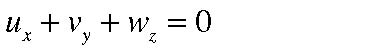 u_x + v_y + w_z = 0